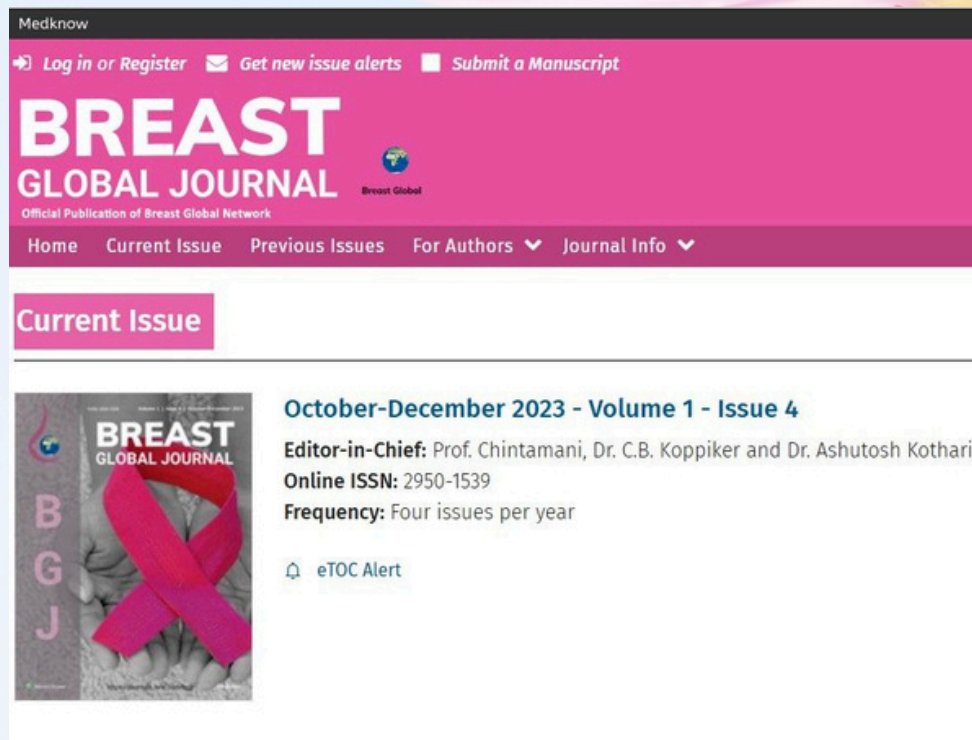 Medknow
Log in or Register Get new issue alerts Submit a Manuscript
BREAST
GLOBAL JOURNAL
Breast Global
Official Publication of Breast Global Network
Home Current Issue Previous Issues For Authors Journal Info
Current Issue
BREAST
GLOBAL JOURNAL
B
G
J
October-December 2023 - Volume 1 - Issue 4
Editor-in-Chief: Prof. Chintamani, Dr. C.B. Koppiker and Dr. Ashutosh Kothari
Online ISSN: 2950-1539
Frequency: Four issues per year
eTOC Alert